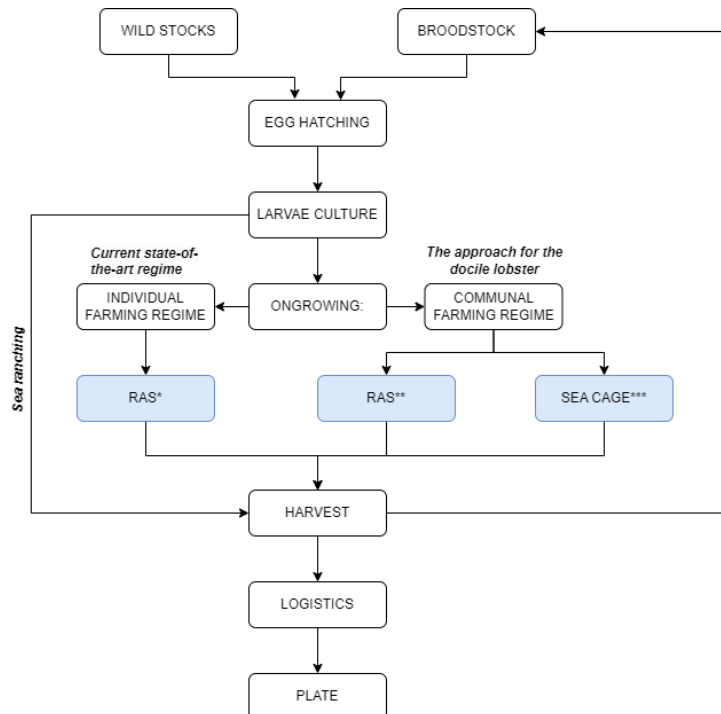 WILD STOCKS
BROODSTOCK
EGG HATCHING
LARVAE CULTURE
Current state-of-
the-art regime
The approach for the
docile lobster
INDIVIDUAL
FARMING REGIME
ONGROWING:
COMMUNAL
FARMING REGIME
Sea ranching
RAS*
RAS**
SEA CAGE***
HARVEST
LOGISTICS
PLATE